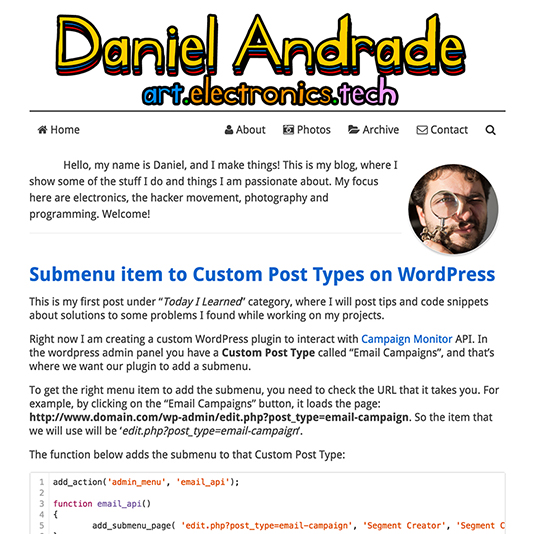 Daniel Andrade
art.electronics.tech
Home About Photos Archive Contact
Hello, my name is Daniel, and I make things! This is my blog, where I
show some of the stuff I do and things I am passionate about. My focus
here are electronics, the hacker movement, photography and
programming. Welcome!
Submenu item to Custom Post Types on WordPress
This is my first post under “Today I Learned” category, where I will post tips and code snippets
about solutions to some problems I found while working on my projects.
Right now I am creating a custom WordPress plugin to interact with Campaign Monitor API. In
the wordpress admin panel you have a Custom Post Type called “Email Campaigns”, and that’s
where we want our plugin to add a submenu.
To get the right menu item to add the submenu, you need to check the URL that it takes you. For
example, by clicking on the “Email Campaigns” button, it loads the page:
http://www.domain.com/wp-admin/edit.php?post_type=email-campaign. So the item that
we will use will be ‘edit.php?post_type=email-campaign‘.
The function below adds the submenu to that Custom Post Type:
1 add_action('admin_menu', 'email_api');
2
3 function email_api()
4 {
5 add_submenu_page( 'edit.php?post_type=email-campaign', 'Segment Creator', 'Segment C